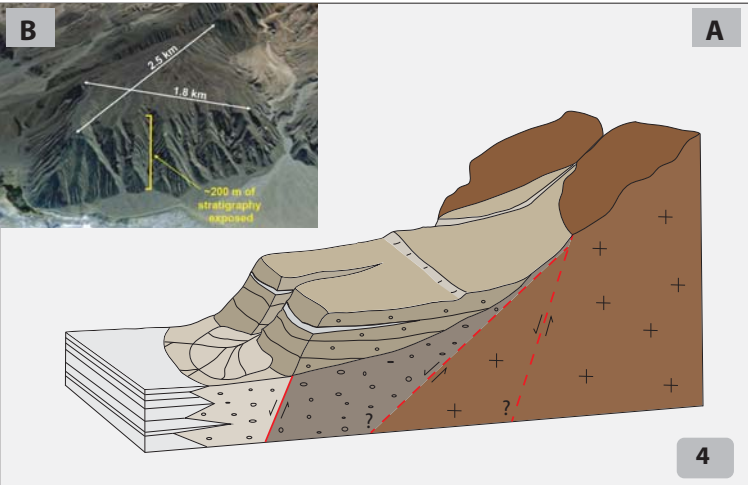 B
A
2.5 km
1.8 km
~200 m of
stratigraphy
exposed
?
?
4